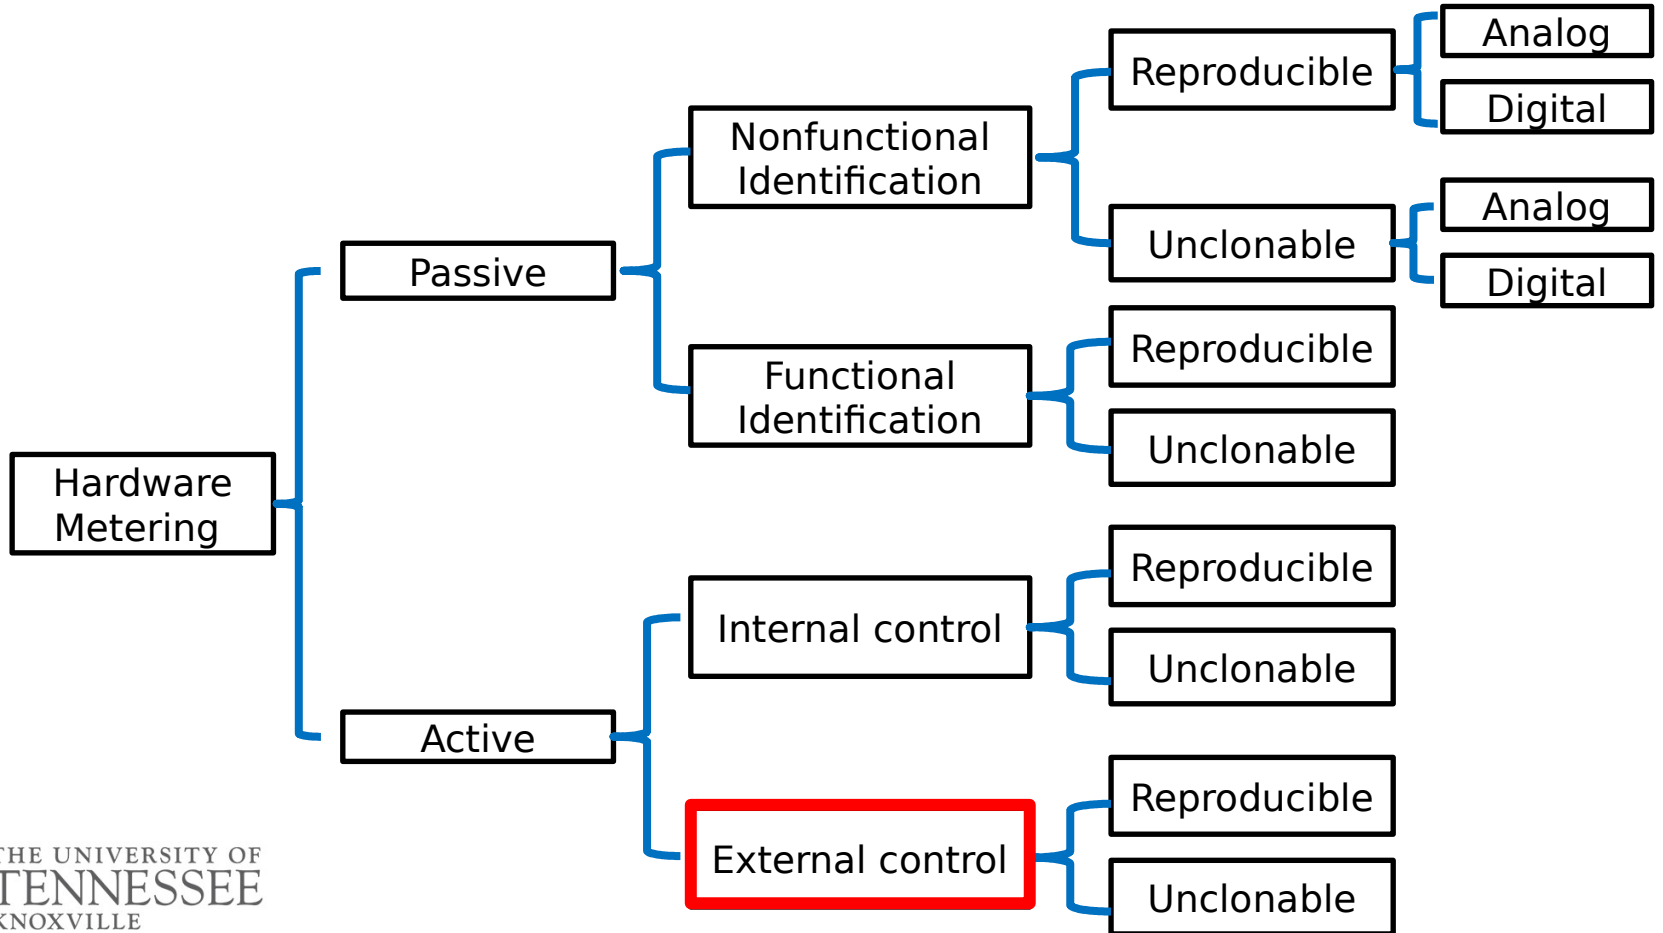 Hardware
Metering
Passive
Active
Nonfunctional
Identification
Functional
Identification
Internal control
External control
Reproducible
Unclonable
Reproducible
Unclonable
Reproducible
Unclonable
Reproducible
Unclonable
Analog
Digital
Analog
Digital
THE UNIVERSITY OF
TENNESSEE
KNOXVILLE